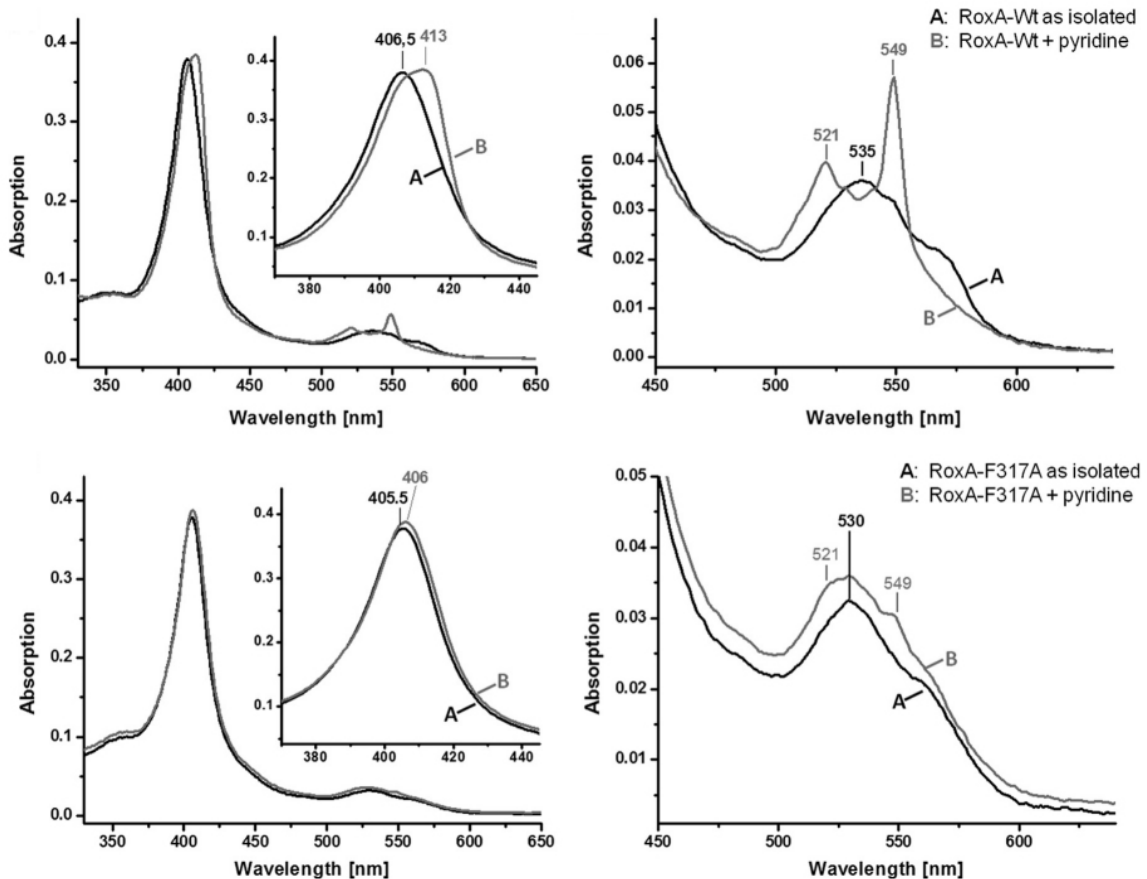 A: RoxA-Wt as isolated
B: RoxA-Wt + pyridine
0.4
0.3
0.2
0.1
0.0
Absorption
350 400 450 500 550 600 650
Wavelength [nm]
406,5 413
0.4
0.3
0.2
0.1
A
B
380 400 420 440
0.06
0.05
0.04
0.03
0.02
0.01
0.00
Absorption
521
535
549
A
B
450 500 550 600
Wavelength [nm]
A: RoxA-F317A as isolated
B: RoxA-F317A + pyridine
0.4
0.3
0.2
0.1
0.0
Absorption
350 400 450 500 550 600 650
Wavelength [nm]
405.5 406
0.4
0.3
0.2
0.1
A
B
380 400 420 440
0.05
0.04
0.03
0.02
0.01
Absorption
521
530
549
A
B
450 500 550 600
Wavelength [nm]